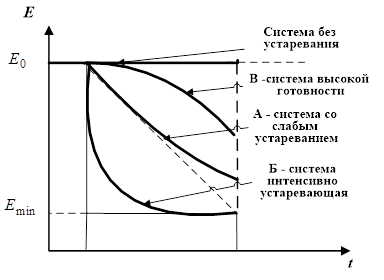 E
Система без
устаревания
E0
В -система высокой
готовности
А - система со
слабым
устареванием
Б - система
интенсивно
устаревающая
Emin
t